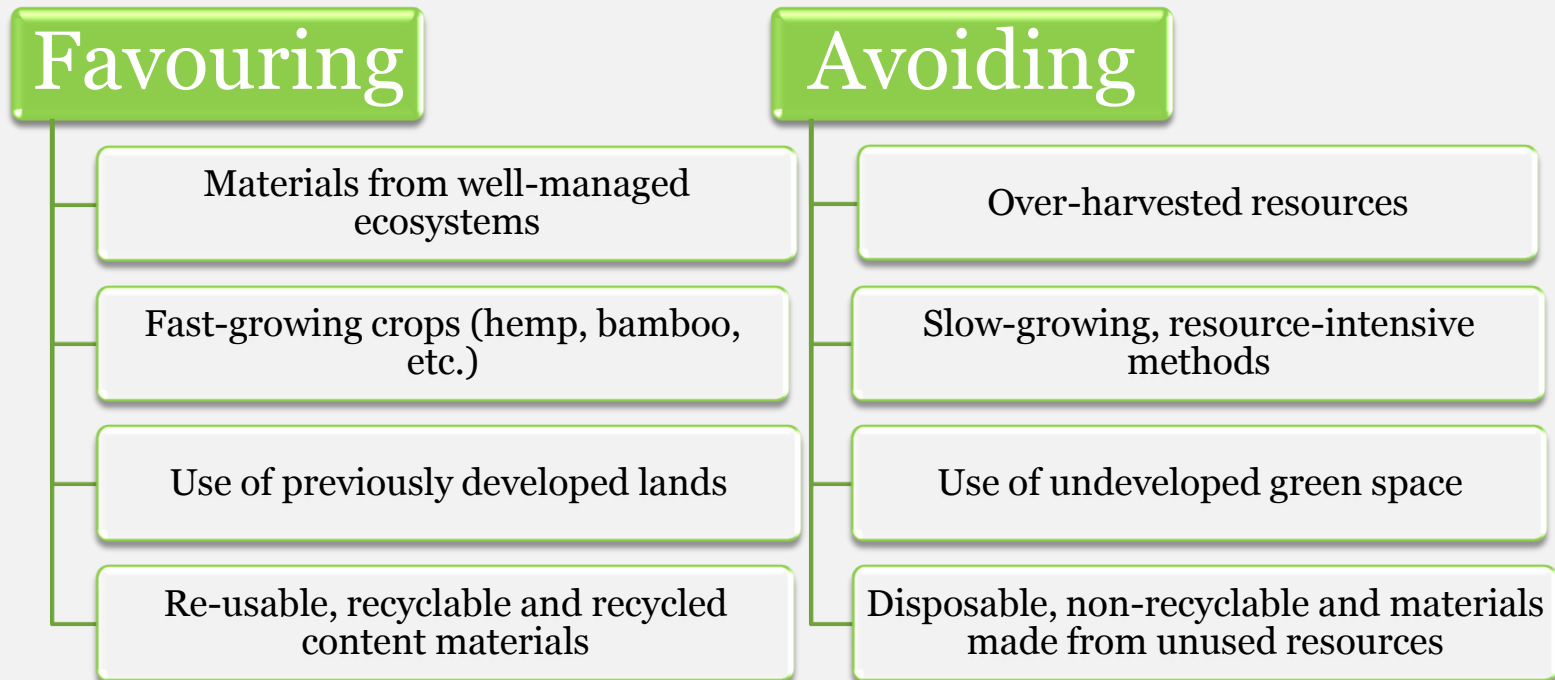 Favouring
Materials from well-managed
ecosystems
Fast-growing crops (hemp, bamboo,
etc.)
Use of previously developed lands
Re-usable, recyclable and recycled
content materials
Avoiding
Over-harvested resources
Slow-growing, resource-intensive
methods
Use of undeveloped green space
Disposable, non-recyclable and materials
made from unused resources